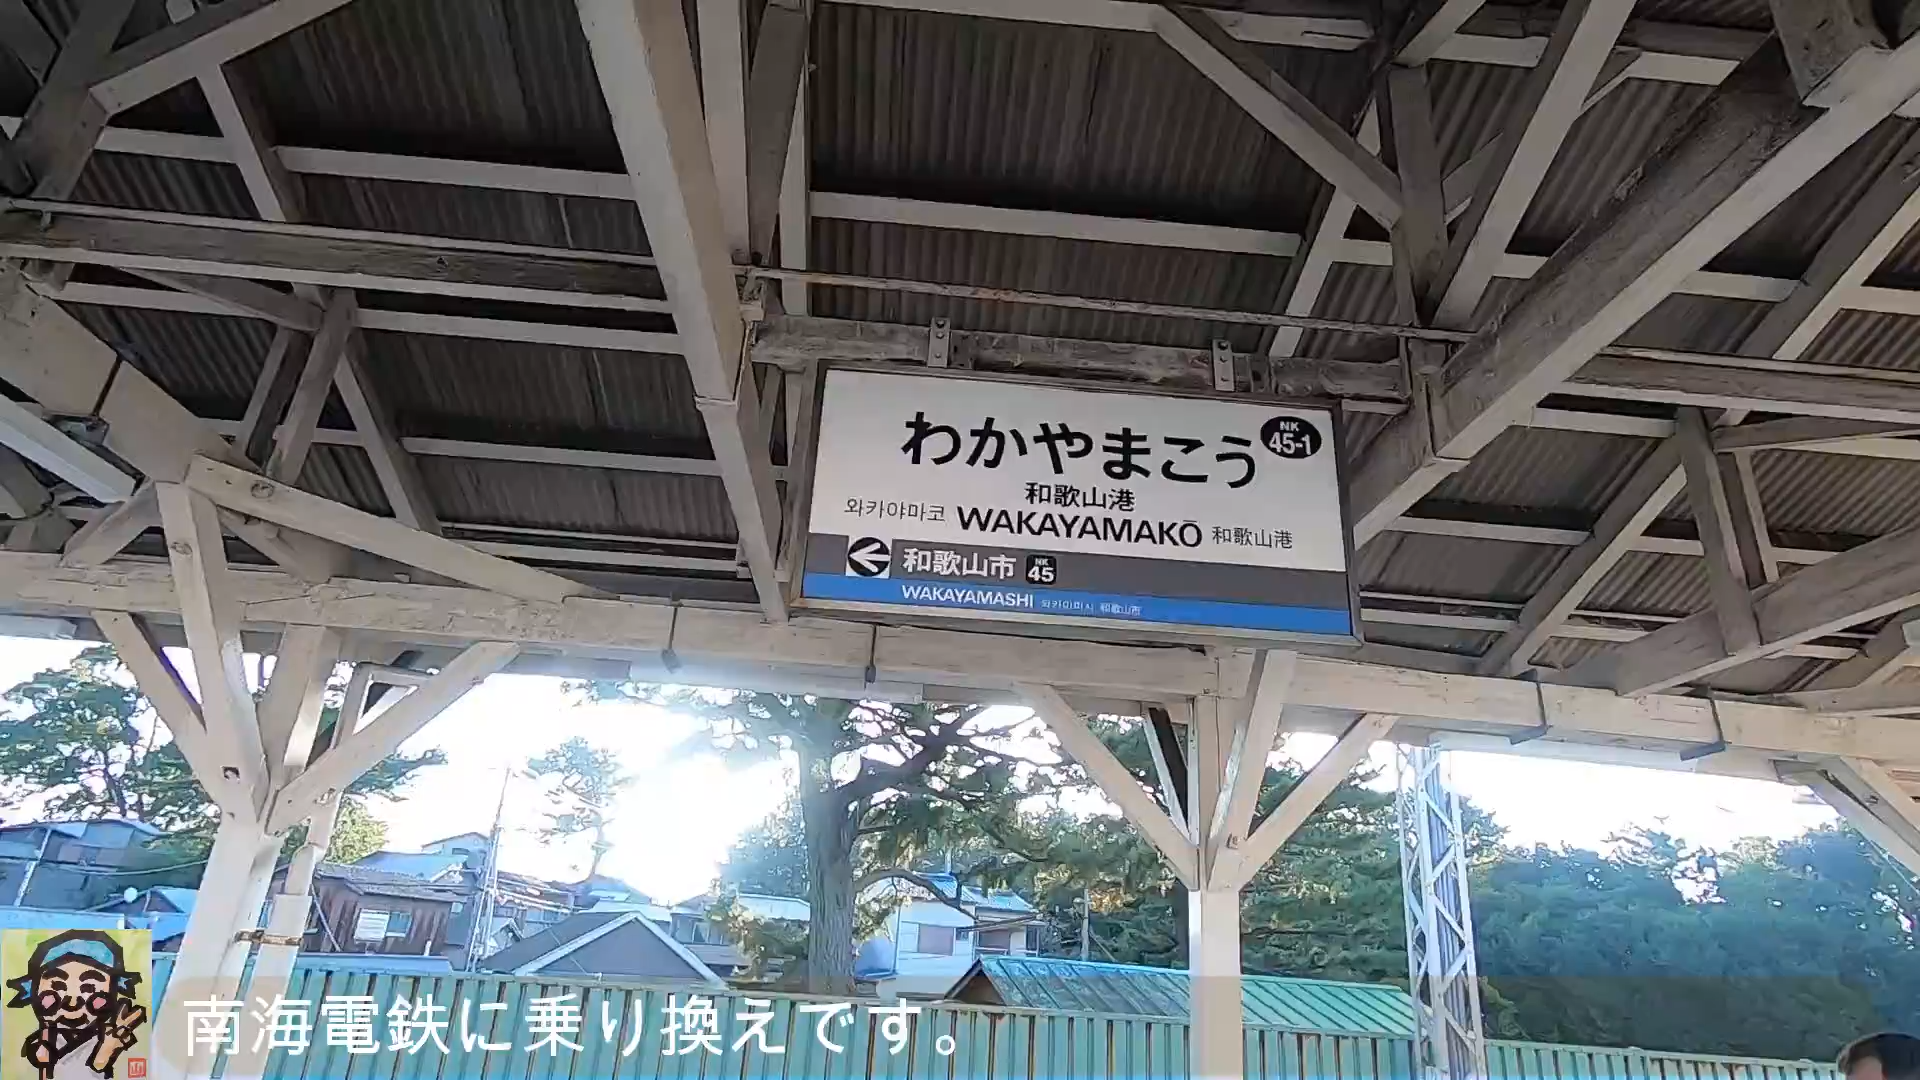 わかやまこう
NK
45-1
和歌山港
와카야마코 WAKAYAMAKŌ 和歌山港
和歌山市 NK 45
WAKAYAMASHI 와카야마시 和歌山市
南海電鉄に乗り換えです。
山